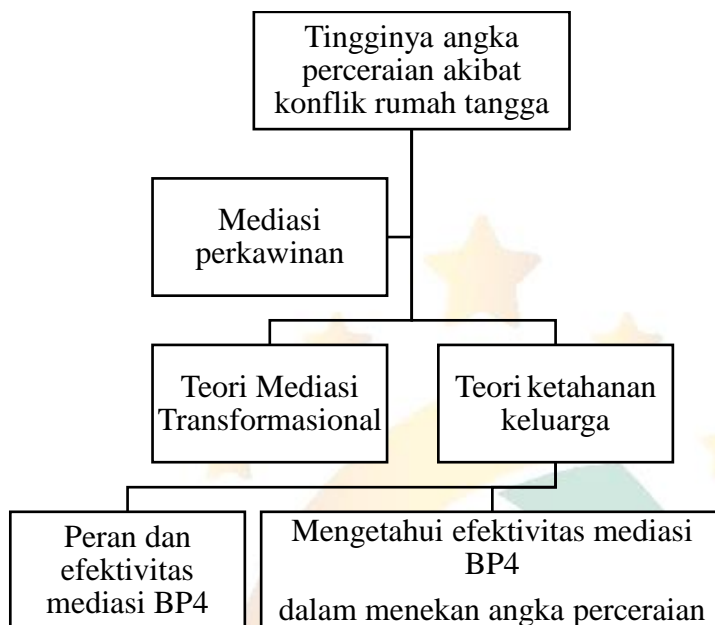 Tingginya angka
perceraian akibat
konflik rumah tangga
Mediasi
perkawinan
Teori Mediasi
Transformasional
Teori ketahanan
keluarga
Peran dan
efektivitas
mediasi BP4
Mengetahui efektivitas mediasi
BP4
dalam menekan angka perceraian